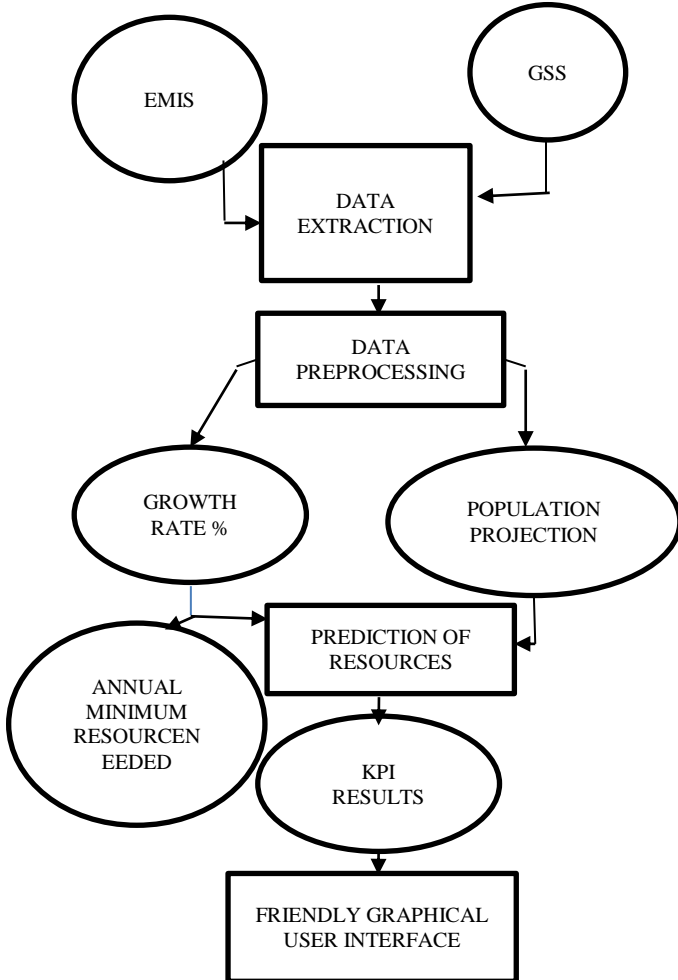 EMIS
GSS
DATA
EXTRACTION
DATA
PREPROCESSING
GROWTH
RATE %
POPULATION
PROJECTION
PREDICTION OF
RESOURCES
ANNUAL
MINIMUM
RESOURCEN
EEDED
KPI
RESULTS
FRIENDLY GRAPHICAL
USER INTERFACE